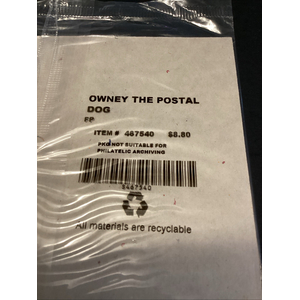 OWNEY THE POSTAL
DOG
FP
ITEM # 467540 $8.80
PKG NOT SUITABLE FOR
PHILATELIC ARCHIVING
0467540
All materials are recyclable